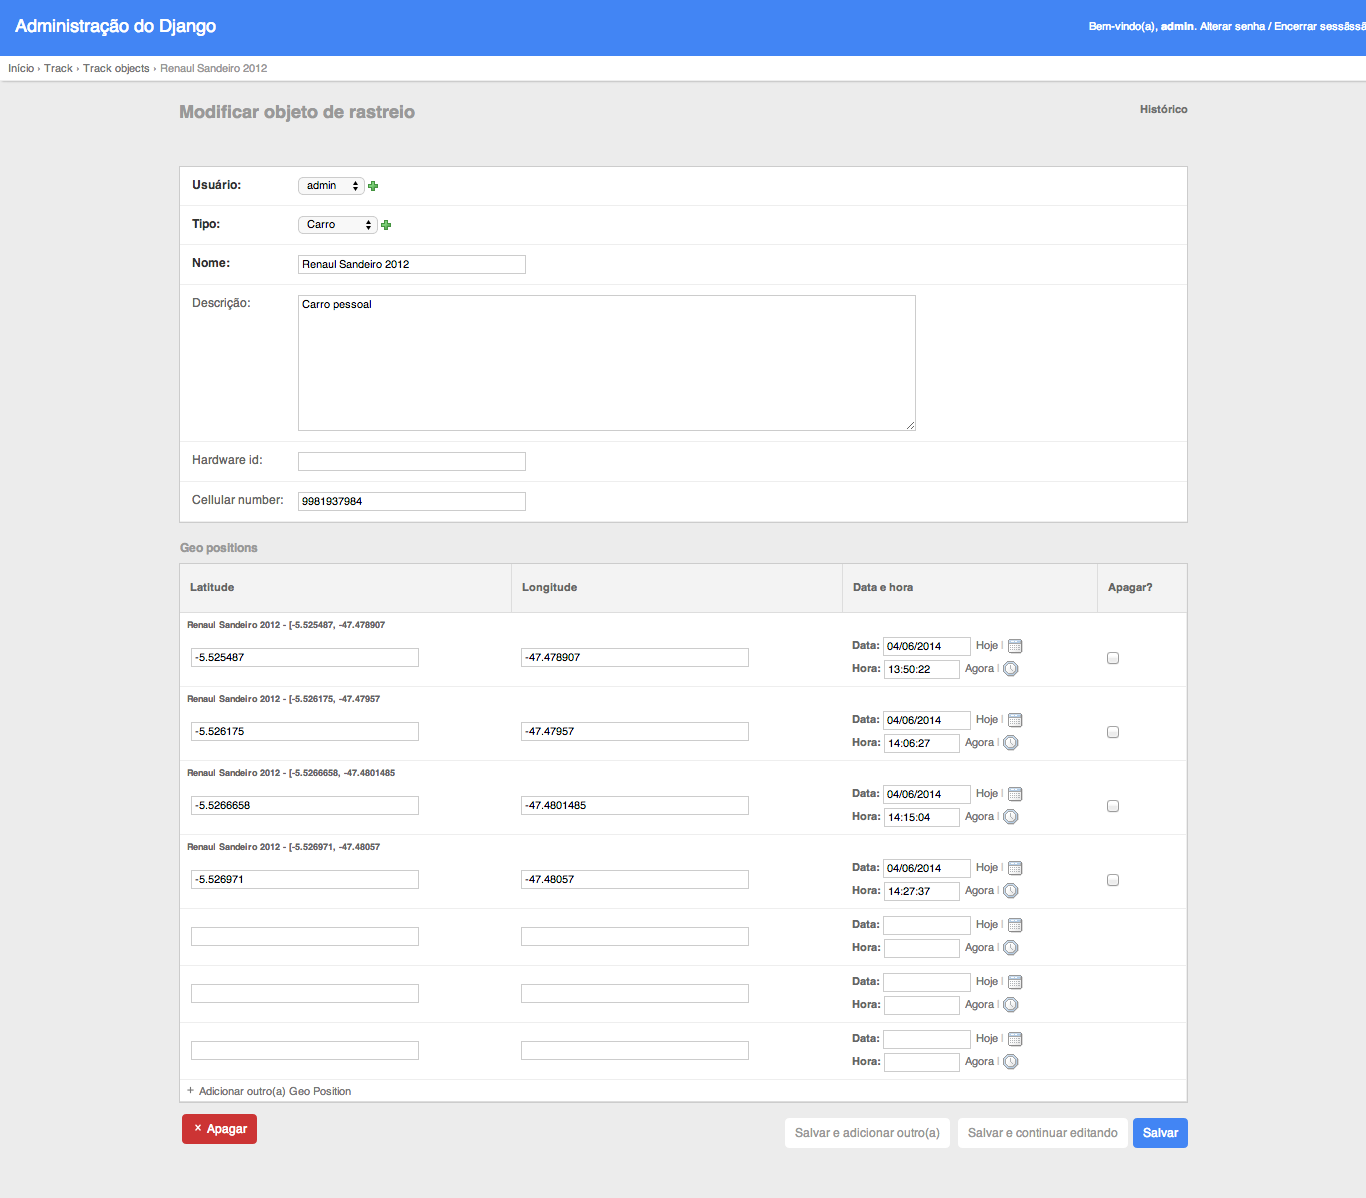 Administração do Django
Bem-vindo(a), admin. Alterar senha / Encerrar sessãssã
Início › Track › Track objects › Renaul Sandeiro 2012
Modificar objeto de rastreio
Histórico
Usuário: admin
Tipo: Carro
Nome: Renaul Sandeiro 2012
Descrição: Carro pessoal
Hardware id:
Cellular number: 9981937984
Geo positions
Latitude Longitude Data e hora Apagar?
Renaul Sandeiro 2012 - [-5.525487, -47.478907
Data: 04/06/2014 Hoje |
-5.525487 -47.478907
Hora: 13:50:22 Agora |
Renaul Sandeiro 2012 - [-5.526175, -47.47957
Data: 04/06/2014 Hoje |
-5.526175 -47.47957
Hora: 14:06:27 Agora |
Renaul Sandeiro 2012 - [-5.5266658, -47.4801485
Data: 04/06/2014 Hoje |
-5.5266658 -47.4801485
Hora: 14:15:04 Agora |
Renaul Sandeiro 2012 - [-5.526971, -47.48057
Data: 04/06/2014 Hoje |
-5.526971 -47.48057
Hora: 14:27:37 Agora |
Data: Hoje |
Hora: Agora |
Data: Hoje |
Hora: Agora |
Data: Hoje |
Hora: Agora |
+ Adicionar outro(a) Geo Position
× Apagar
Salvar e adicionar outro(a)
Salvar e continuar editando
Salvar